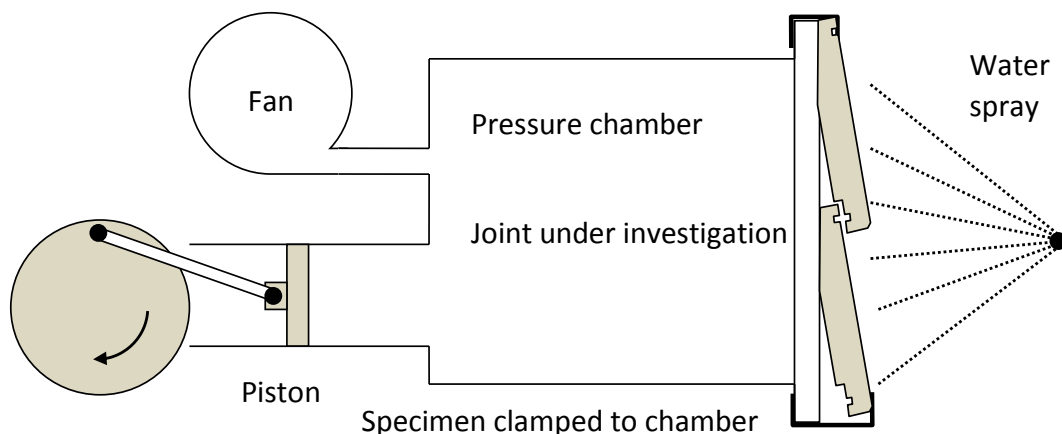 Fan
Water
spray
Pressure chamber
Joint under investigation
Piston
Specimen clamped to chamber